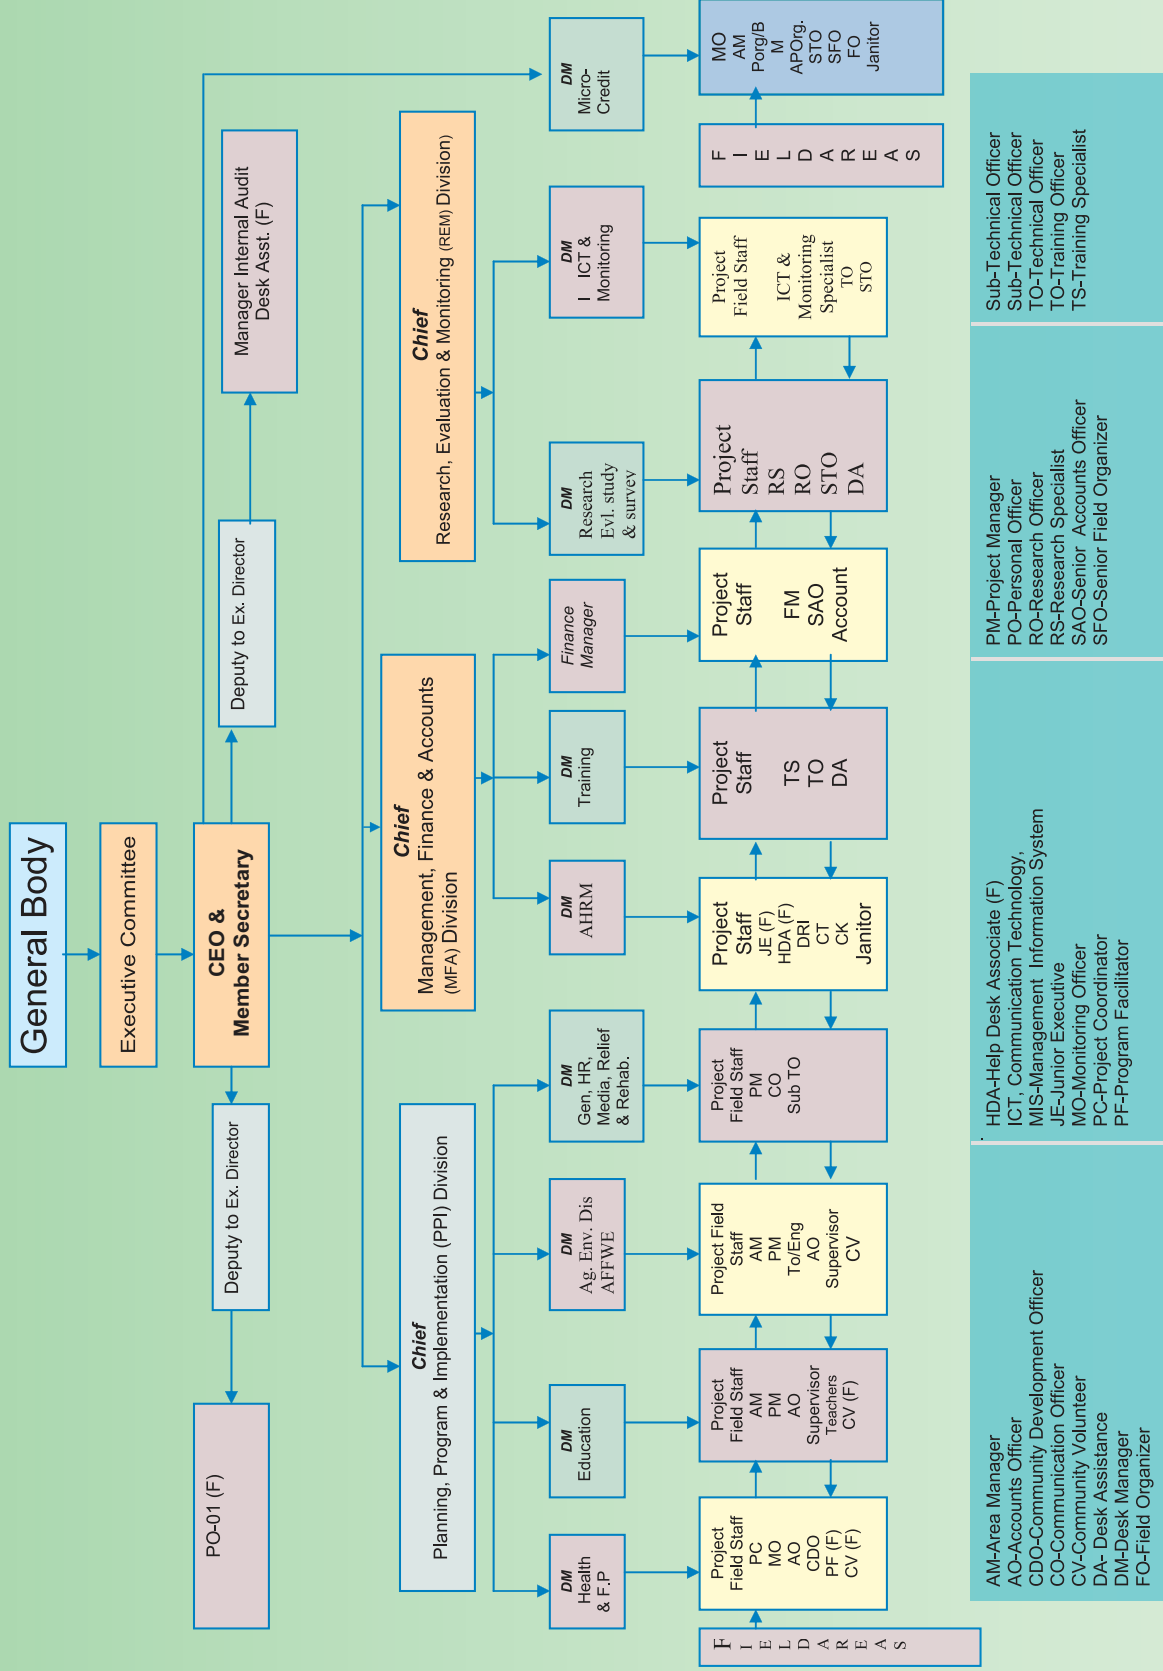 General Body
Executive Committee
CEO &
Member Secretary
PO-01 (F)
Deputy to Ex. Director
Deputy to Ex. Director
Manager Internal Audit
Desk Asst. (F)
Chief
Planning, Program & Implementation (PPI) Division
Chief
Management, Finance & Accounts
(MFA) Division
Chief
Research, Evaluation & Monitoring (REM) Division)
DM
Health
& F.P
DM
Education
DM
Ag. Env. Dis
AFFWE
DM
Gen, HR,
Media, Relief
& Rehab.
DM
AHRM
DM
Training
Finance
Manager
DM
Research
Evl. study
& survey
DM
I ICT &
Monitoring
DM
Micro-
Credit
F
I
E
L
D
A
R
E
A
S
Project
Field Staff
PC
MO
AO
CDO
PF (F)
CV (F)
Project
Field Staff
AM
PM
AO
Supervisor
Teachers
CV (F)
Project Field
Staff
AM
PM
To/Eng
AO
Supervisor
CV
Project
Field Staff
PM
CO
Sub TO
Project
Staff
JE (F)
HDA (F)
DRI
CT
CK
Janitor
Project
Staff
TS
TO
DA
Project
Staff
FM
SAO
Account
Project
Staff
RS
RO
STO
DA
Project
Field Staff
ICT &
Monitoring
Specialist
TO
STO
F
I
E
L
D
A
R
E
A
S
MO
AM
Porg/B
M
APOrg.
STO
SFO
FO
Janitor
AM-Area Manager
AO-Accounts Officer
CDO-Community Development Officer
CO-Communication Officer
CV-Community Volunteer
DA- Desk Assistance
DM-Desk Manager
FO-Field Organizer
.
HDA-Help Desk Associate (F)
ICT, Communication Technology,
MIS-Management Information System
JE-Junior Executive
MO-Monitoring Officer
PC-Project Coordinator
PF-Program Facilitator
PM-Project Manager
PO-Personal Officer
RO-Research Officer
RS-Research Specialist
SAO-Senior Accounts Officer
SFO-Senior Field Organizer
Sub-Technical Officer
Sub-Technical Officer
TO-Technical Officer
TO-Training Officer
TS-Training Specialist